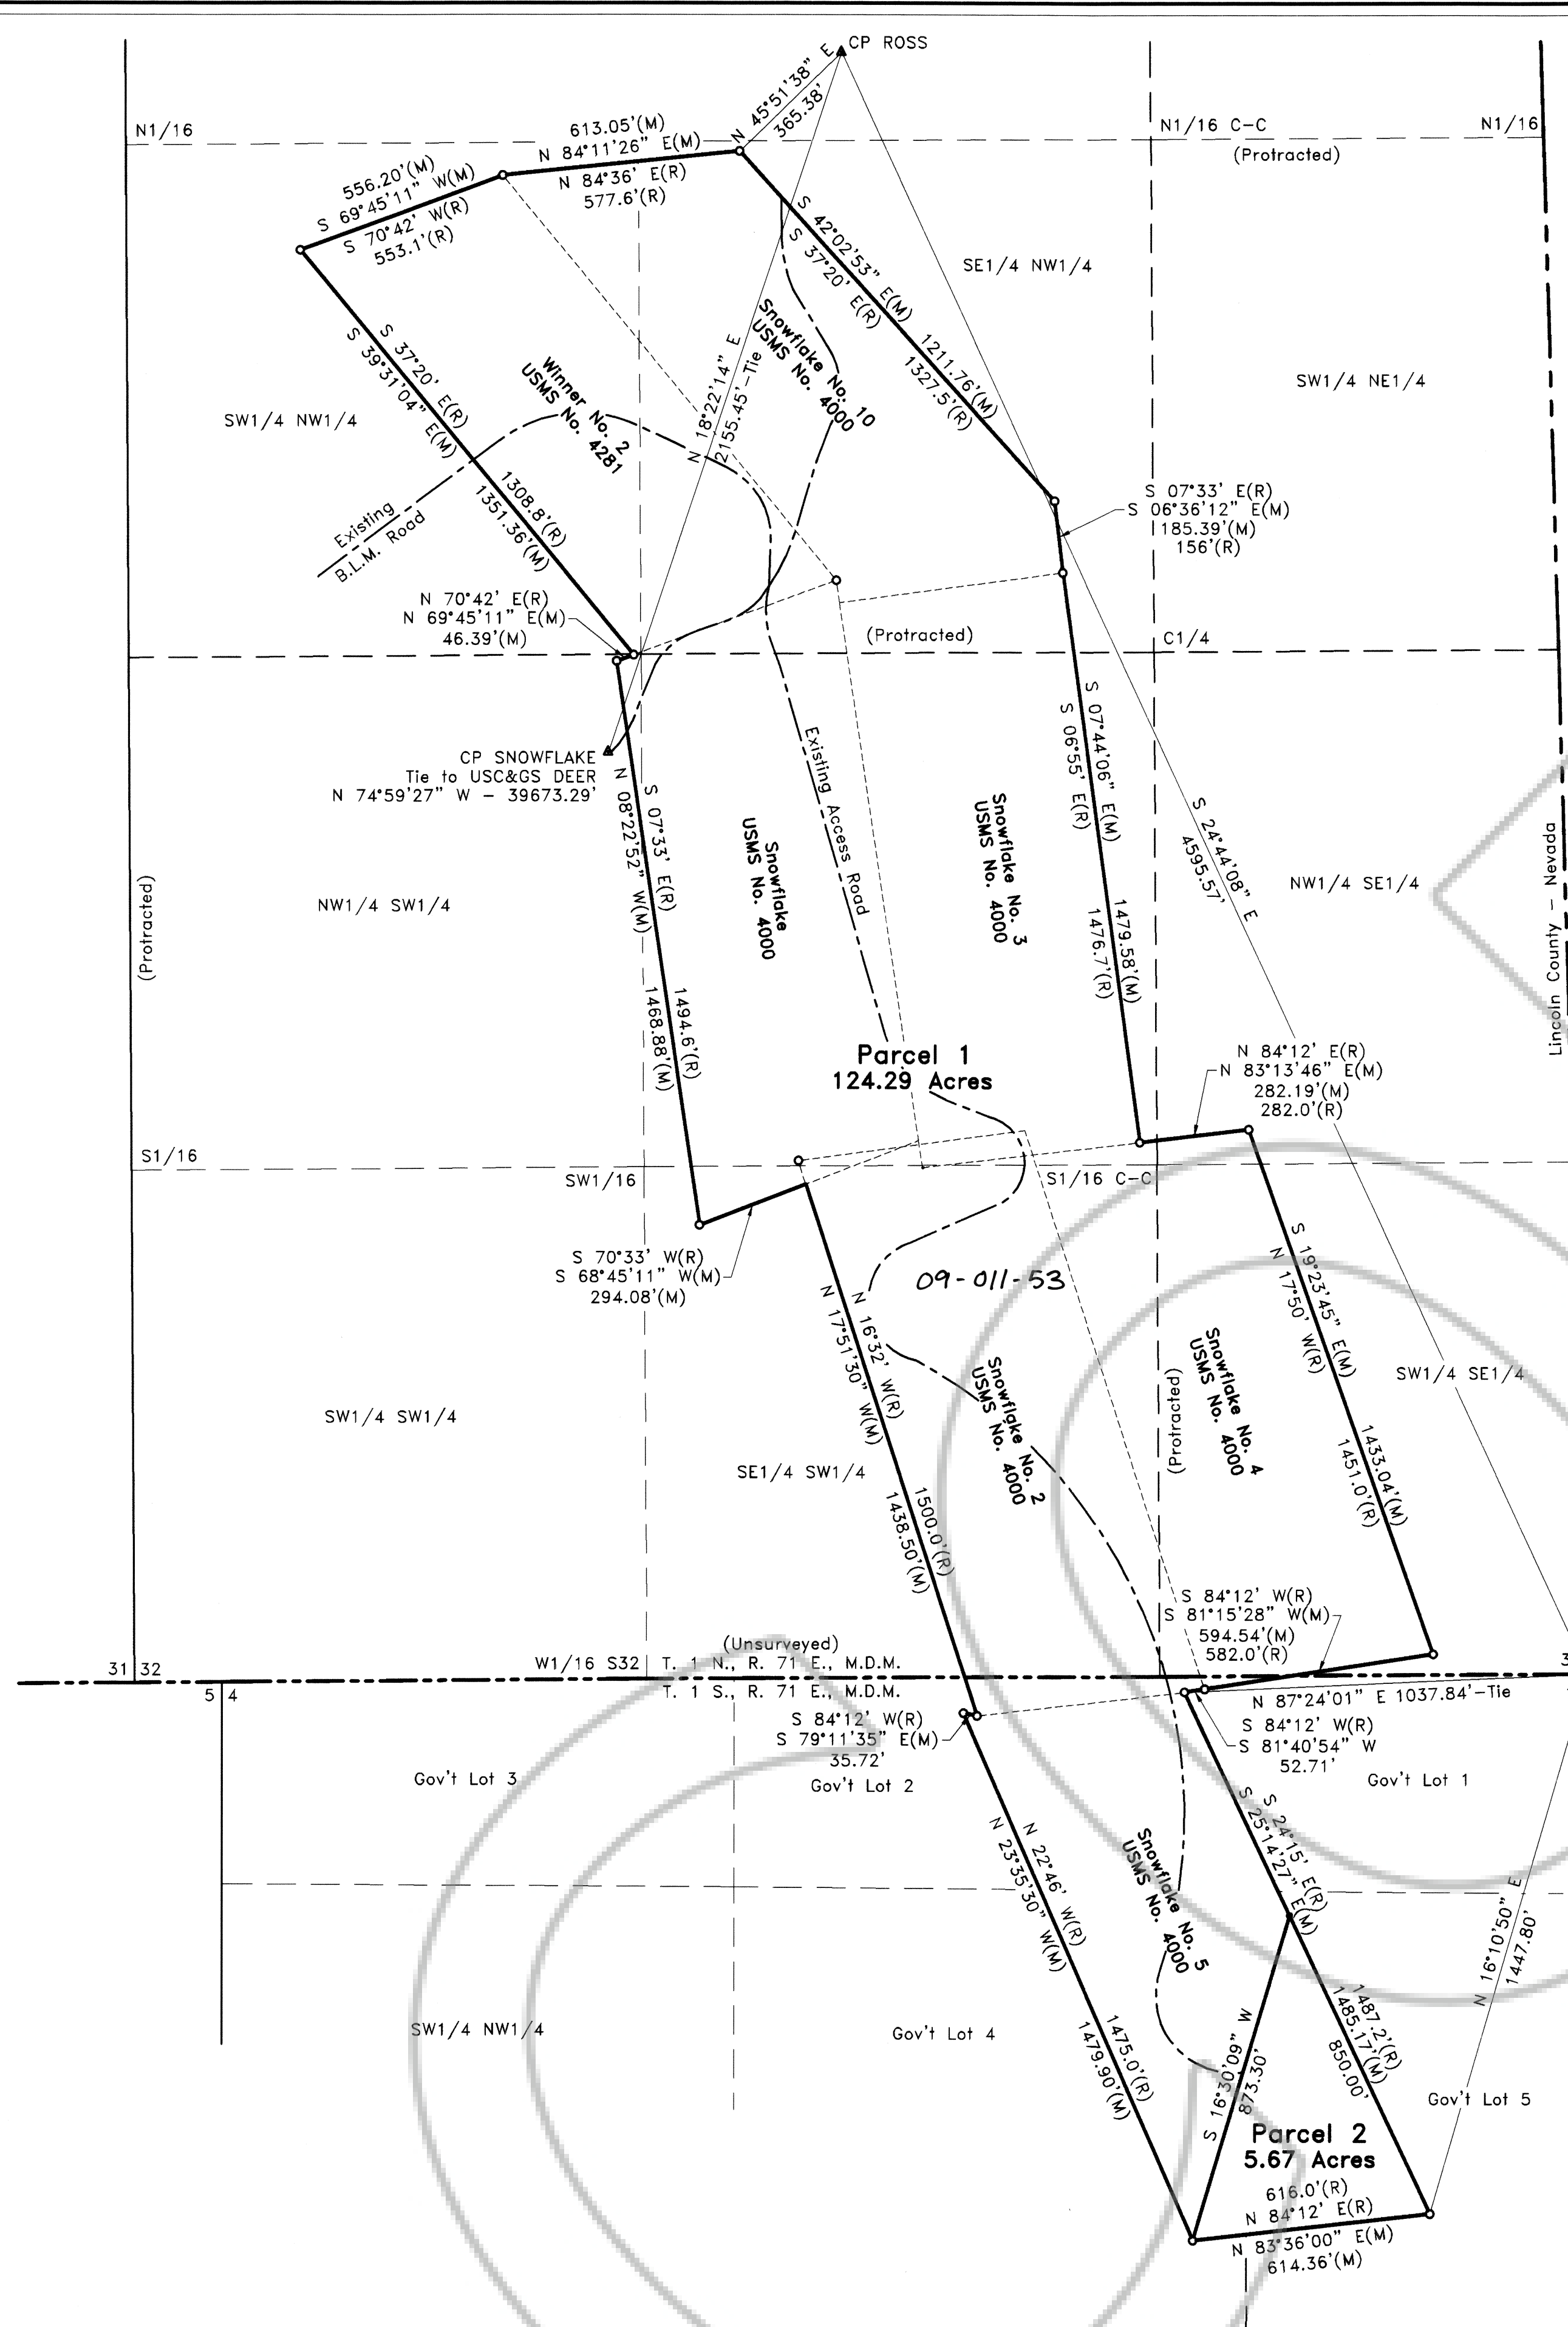 CP ROSS
N 45°51'38" E
365.38'
N1/16
N1/16 C-C
(Protracted)
N1/16
613.05'(M)
N 84°11'26" E(M)
N 84°36' E(R)
577.6'(R)
556.20'(M)
S 69°45'11" W(M)
S 70°42' W(R)
553.1'(R)
S 42°02'53" E(M)
S 37°20' E(R)
1211.76'(M)
1327.5'(R)
SE1/4 NW1/4
SW1/4 NE1/4
SW1/4 NW1/4
Snowflake No. 10
USMS No. 4000
Winner No. 2
USMS No. 4281
N 18°22'14" E
2155.45'-Tie
S 37°20' E(R)
S 39°31'04" E(M)
1308.8'(R)
1351.36'(M)
Existing
B.L.M. Road
S 07°33' E(R)
S 06°36'12" E(M)
185.39'(M)
156'(R)
N 70°42' E(R)
N 69°45'11" E(M)
46.39'(M)
(Protracted)
C1/4
CP SNOWFLAKE
Tie to USC&GS DEER
N 74°59'27" W - 39673.29'
S 07°33' E(R)
N 08°22'52" W(M)
1494.6'(R)
1468.88'(M)
Existing Access Road
S 07°44'06" E(M)
S 06°55' E(R)
1479.58'(M)
1476.7'(R)
S 24°44'08" E
4595.57'
Snowflake
USMS No. 4000
Snowflake No. 3
USMS No. 4000
NW1/4 SW1/4
NW1/4 SE1/4
(Protracted)
Lincoln County - Nevada
Parcel 1
124.29 Acres
N 84°12' E(R)
N 83°13'46" E(M)
282.19'(M)
282.0'(R)
S1/16
SW1/16
S1/16 C-C
S 70°33' W(R)
S 68°45'11" W(M)
294.08'(M)
09-011-53
N 16°32' W(R)
N 17°51'30" W(M)
1500.0'(R)
1438.50'(M)
S 19°23'45" E(M)
N 17°50' W(R)
1433.04'(M)
1451.0'(R)
Snowflake No. 2
USMS No. 4000
Snowflake No. 4
USMS No. 4000
(Protracted)
SW1/4 SW1/4
SE1/4 SW1/4
SW1/4 SE1/4
S 84°12' W(R)
S 81°15'28" W(M)
594.54'(M)
582.0'(R)
(Unsurveyed)
31 32
W1/16 S32
T. 1 N., R. 71 E., M.D.M.
T. 1 S., R. 71 E., M.D.M.
5 4
3
N 87°24'01" E 1037.84'-Tie
S 84°12' W(R)
S 79°11'35" E(M)
35.72'
S 84°12' W(R)
S 81°40'54" W
52.71'
Gov't Lot 3
Gov't Lot 2
Gov't Lot 1
S 24°15' E(R)
S 25°14'27" E(M)
N 22°46' W(R)
N 23°35'30" W(M)
1475.0'(R)
1479.90'(M)
Snowflake No. 5
USMS No. 4000
N 16°10'50" E
1447.80'
1487.2'(R)
1485.17'(M)
850.00'
S 16°30'09" W
873.30'
SW1/4 NW1/4
Gov't Lot 4
Gov't Lot 5
Parcel 2
5.67 Acres
616.0'(R)
N 84°12' E(R)
N 83°36'00" E(M)
614.36'(M)